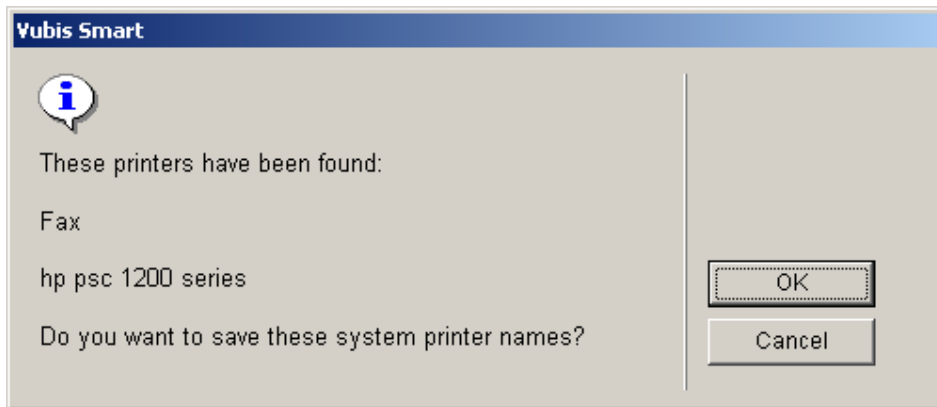 Vubis Smart
i
These printers have been found:
Fax
hp psc 1200 series
Do you want to save these system printer names?
OK
Cancel